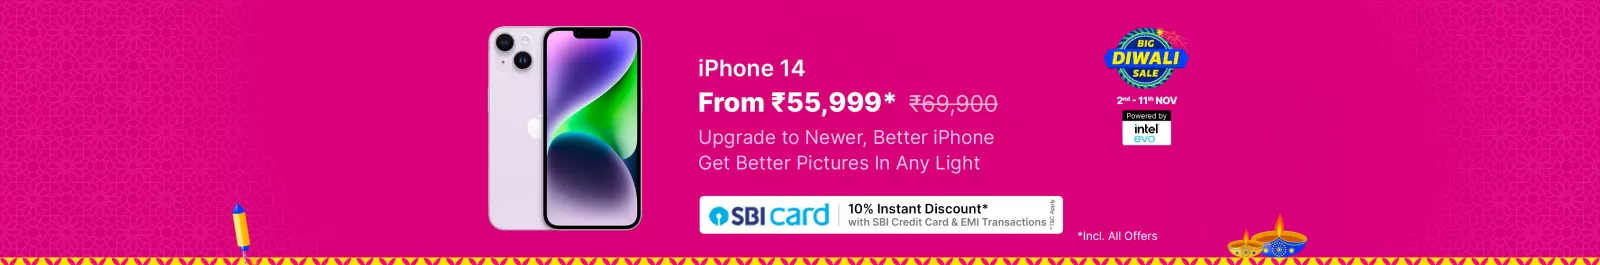 iPhone 14
From ₹55,999* ₹69,900
Upgrade to Newer, Better iPhone
Get Better Pictures In Any Light
SBI card
10% Instant Discount*
with SBI Credit Card & EMI Transactions
*T&C Apply
*Incl. All Offers
BIG
DIWALI
SALE
2nd - 11th NOV
Powered by
intel
evo